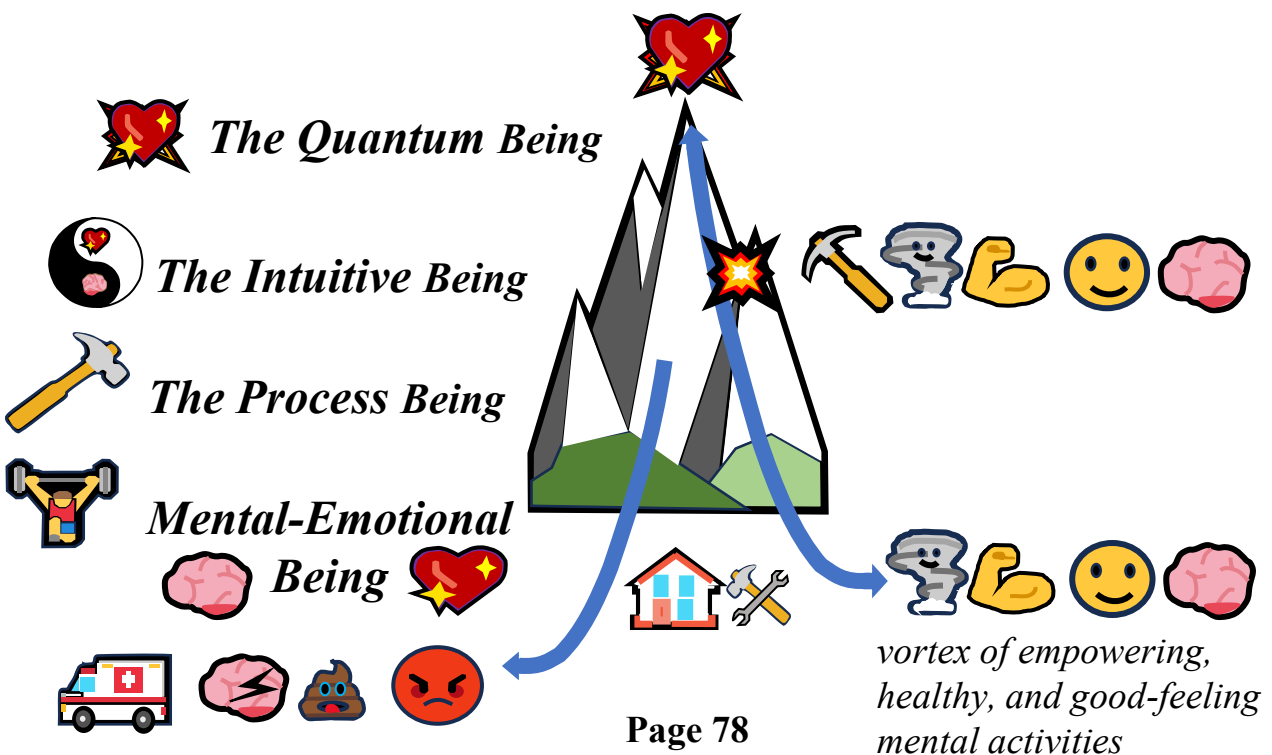 The Quantum Being
The Intuitive Being
The Process Being
Mental-Emotional
Being
vortex of empowering,
healthy, and good-feeling
mental activities
Page 78